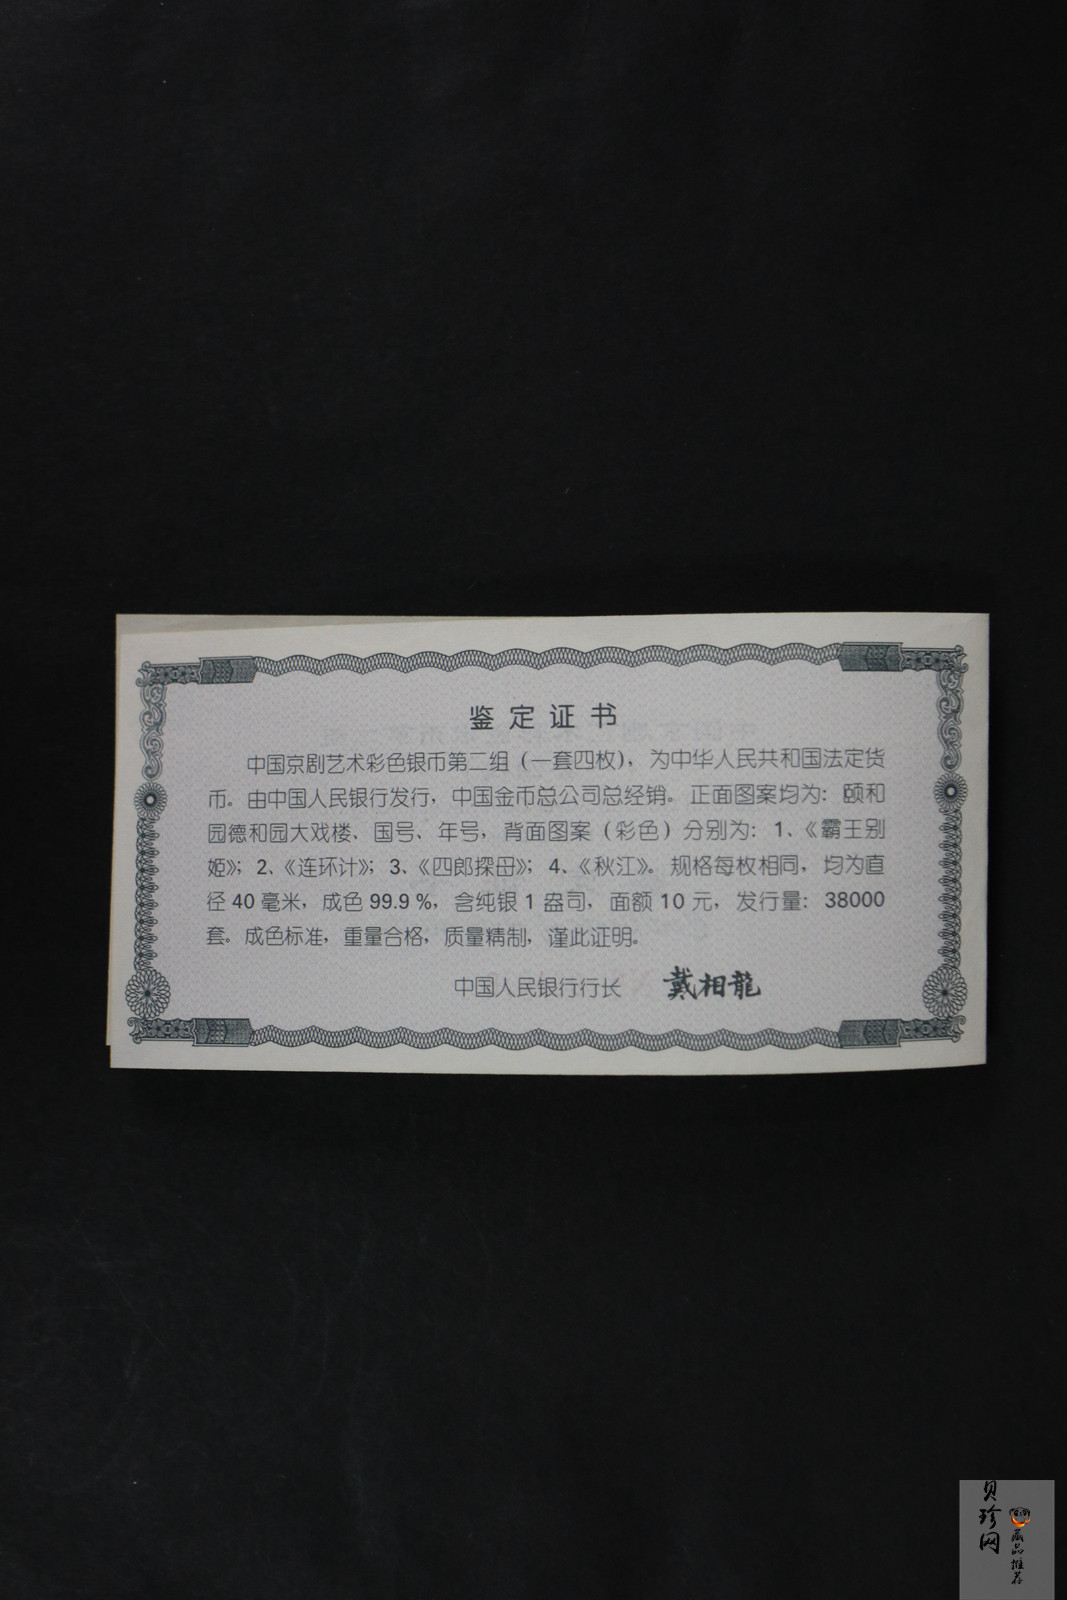 鉴定证书
中国京剧艺术彩色银币第二组(一套四枚)，为中华人民共和国法定货
币。由中国人民银行发行，中国金币总公司总经销。正面图案均为：颐和
园德和园大戏楼、国号、年号，背面图案(彩色)分别为：1、《霸王别
姬》；2、《连环计》；3、《四郎探母》；4、《秋江》。规格每枚相同，均为直
径40毫米，成色99.9%，含纯银1盎司，面额10元，发行量：38000
套。成色标准，重量合格，质量精制，谨此证明。
中国人民银行行长 戴相龍
贝珍网
藏品推荐